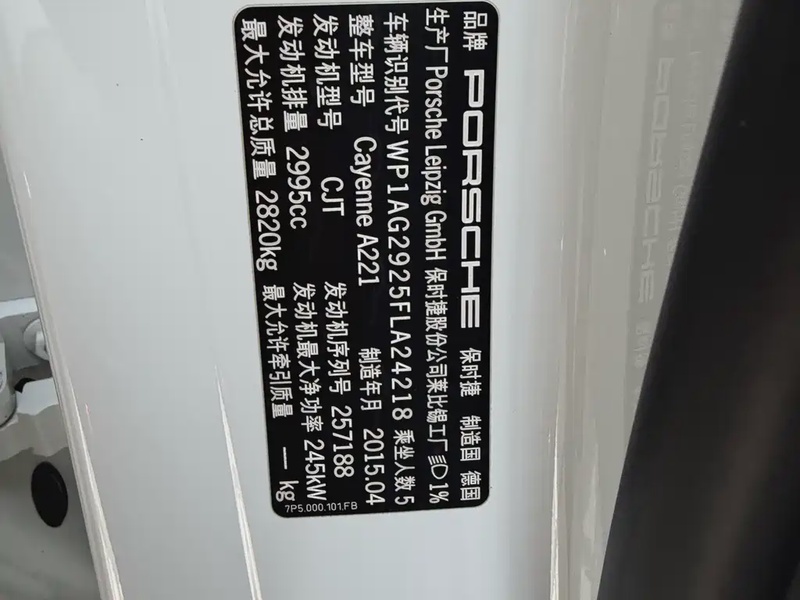 品牌 PORSCHE 保时捷 制造国 德国
生产厂 Porsche Leipzig GmbH 保时捷股份公司莱比锡工厂 1%
车辆识别代号 WP1AG2925FLA24218 乘坐人数 5
整车型号 Cayenne A221 制造年月 2015.04
发动机型号 CJT 发动机序列号 257188
发动机排量 2995cc 发动机最大净功率 245kW
最大允许总质量 2820kg 最大允许牵引质量 — kg
7P5.000.101.FB